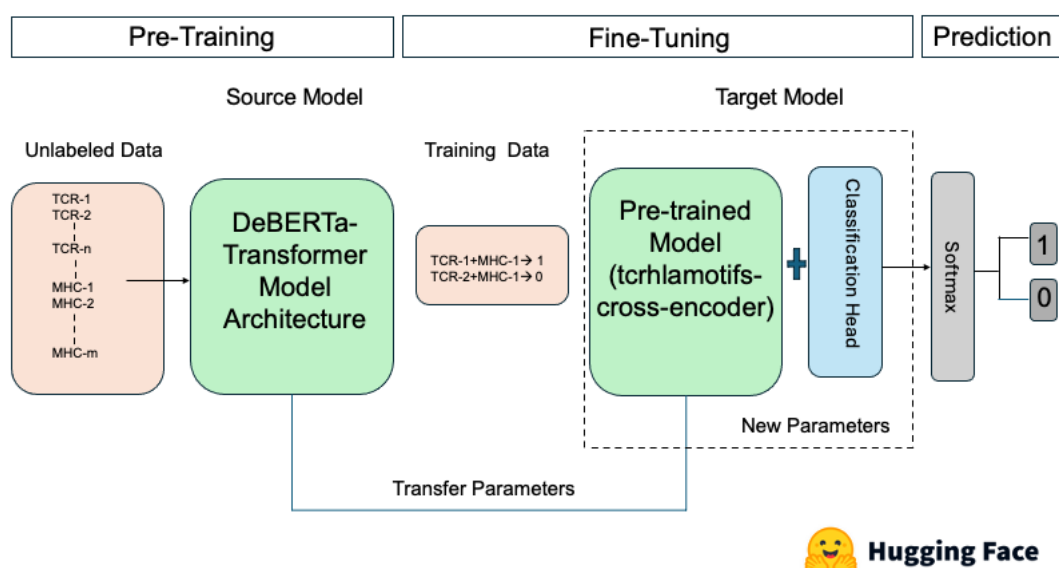 Pre-Training
Fine-Tuning
Prediction
Source Model
Target Model
Unlabeled Data
Training Data
TCR-1
TCR-2
TCR-n
MHC-1
MHC-2
MHC-m
DeBERTa-
Transformer
Model
Architecture
TCR-1+MHC-1→ 1
TCR-2+MHC-1→ 0
Pre-trained
Model
(tcrhlamotifs-
cross-encoder)
+
Classification Head
Softmax
1
0
New Parameters
Transfer Parameters
Hugging Face